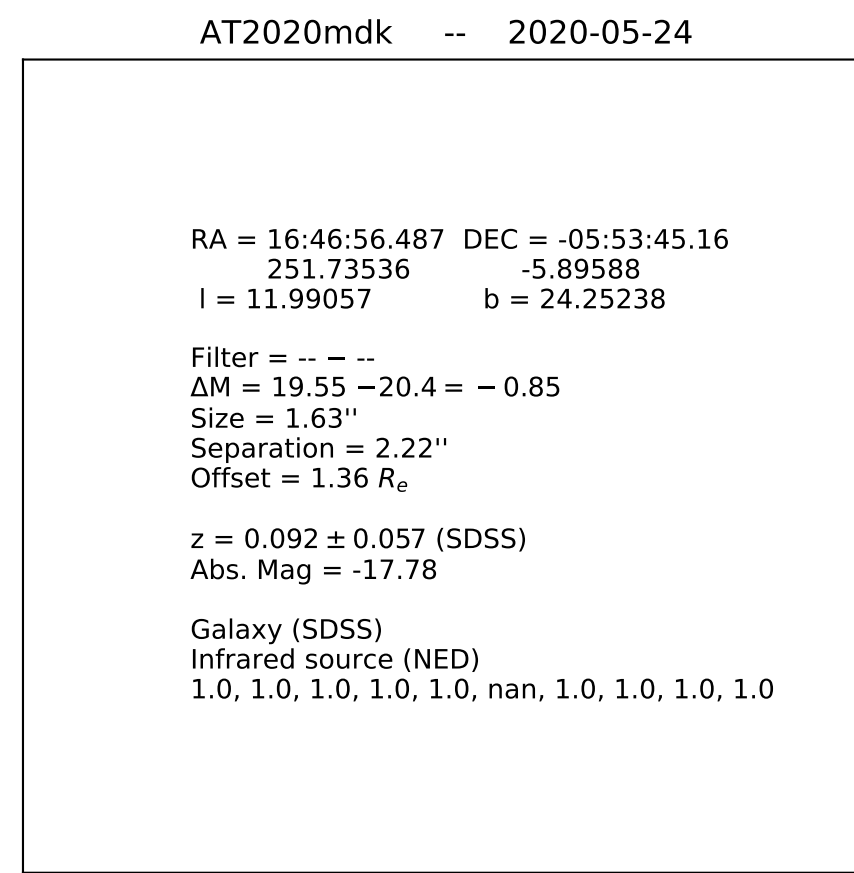 AT2020mdk -- 2020-05-24
RA = 16:46:56.487 DEC = -05:53:45.16
251.73536 -5.89588
l = 11.99057 b = 24.25238
Filter = -- − --
ΔM = 19.55 −20.4 = − 0.85
Size = 1.63''
Separation = 2.22''
Offset = 1.36 Rₑ
z = 0.092 ± 0.057 (SDSS)
Abs. Mag = -17.78
Galaxy (SDSS)
Infrared source (NED)
1.0, 1.0, 1.0, 1.0, 1.0, nan, 1.0, 1.0, 1.0, 1.0